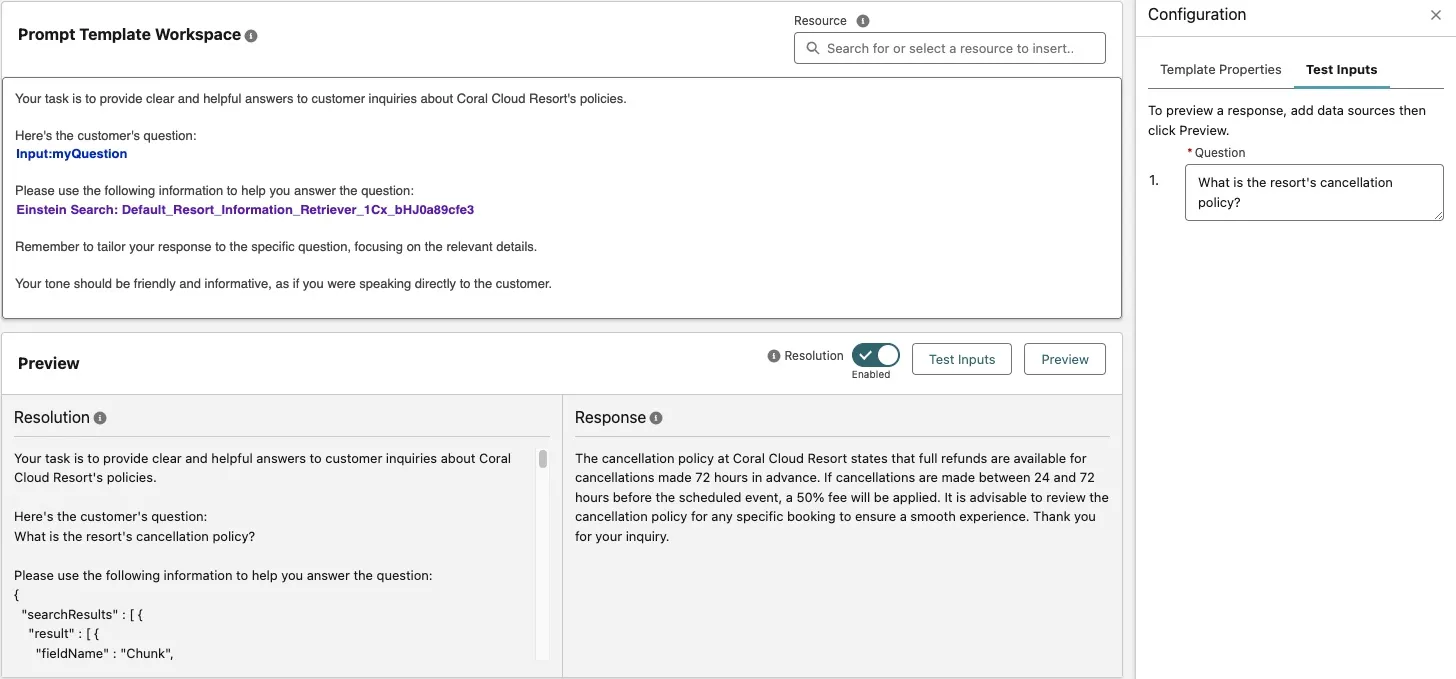 Prompt Template Workspace
Resource
Search for or select a resource to insert..
Your task is to provide clear and helpful answers to customer inquiries about Coral Cloud Resort's policies.
Here's the customer's question:
Input:myQuestion
Please use the following information to help you answer the question:
Einstein Search: Default_Resort_Information_Retriever_1Cx_bHJ0a89cfe3
Remember to tailor your response to the specific question, focusing on the relevant details.
Your tone should be friendly and informative, as if you were speaking directly to the customer.
Preview
Resolution
Enabled
Test Inputs
Preview
Resolution
Your task is to provide clear and helpful answers to customer inquiries about Coral
Cloud Resort's policies.
Here's the customer's question:
What is the resort's cancellation policy?
Please use the following information to help you answer the question:
{
"searchResults" : [ {
"result" : [ {
"fieldName" : "Chunk",
Response
The cancellation policy at Coral Cloud Resort states that full refunds are available for
cancellations made 72 hours in advance. If cancellations are made between 24 and 72
hours before the scheduled event, a 50% fee will be applied. It is advisable to review the
cancellation policy for any specific booking to ensure a smooth experience. Thank you
for your inquiry.
Configuration
Template Properties
Test Inputs
To preview a response, add data sources then
click Preview.
* Question
1.
What is the resort's cancellation
policy?